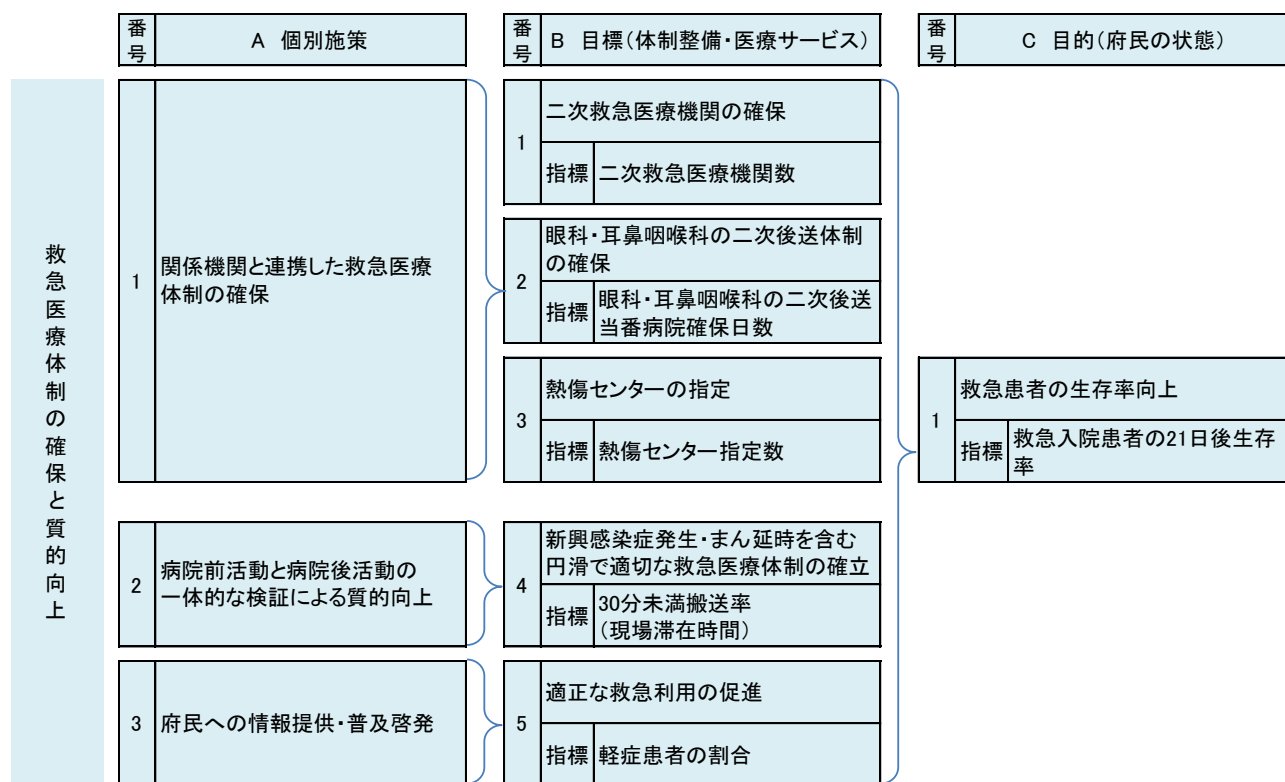 番号
A 個別施策
番号
B 目標(体制整備・医療サービス)
番号
C 目的(府民の状態)
救急医療体制の確保と質的向上
1
関係機関と連携した救急医療
体制の確保
1
二次救急医療機関の確保
指標
二次救急医療機関数
2
眼科・耳鼻咽喉科の二次後送体制
の確保
指標
眼科・耳鼻咽喉科の二次後送
当番病院確保日数
3
熱傷センターの指定
指標
熱傷センター指定数
2
病院前活動と病院後活動の
一体的な検証による質的向上
4
新興感染症発生・まん延時を含む
円滑で適切な救急医療体制の確立
指標
30分未満搬送率
(現場滞在時間)
3
府民への情報提供・普及啓発
5
適正な救急利用の促進
指標
軽症患者の割合
1
救急患者の生存率向上
指標
救急入院患者の21日後生存
率